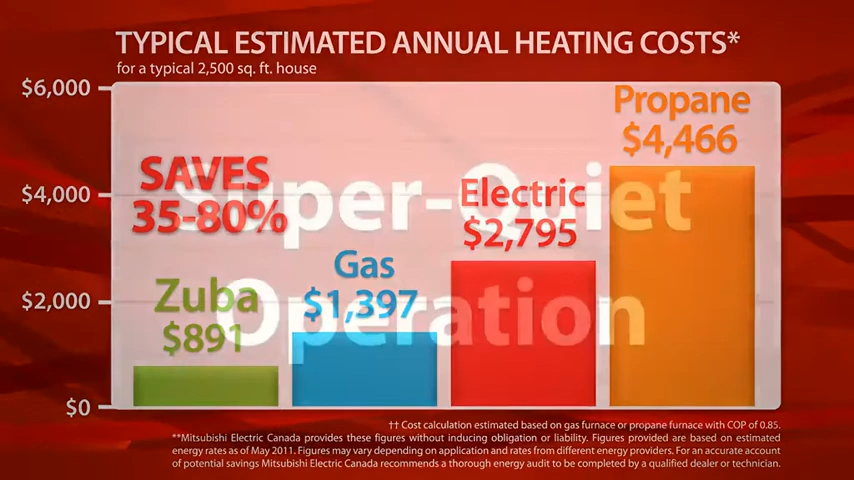 TYPICAL ESTIMATED ANNUAL HEATING COSTS*
for a typical 2,500 sq. ft. house
$6,000
Propane
$4,466
SAVES
35-80%
$4,000
Super-Quiet
Electric
$2,795
Gas
$1,397
Zuba
$891
$2,000
Operation
$0
†† Cost calculation estimated based on gas furnace or propane furnace with COP of 0.85.
**Mitsubishi Electric Canada provides these figures without inducing obligation or liability. Figures provided are based on estimated
energy rates as of May 2011. Figures may vary depending on application and rates from different energy providers. For an accurate account
of potential savings Mitsubishi Electric Canada recommends a thorough energy audit to be completed by a qualified dealer or technician.